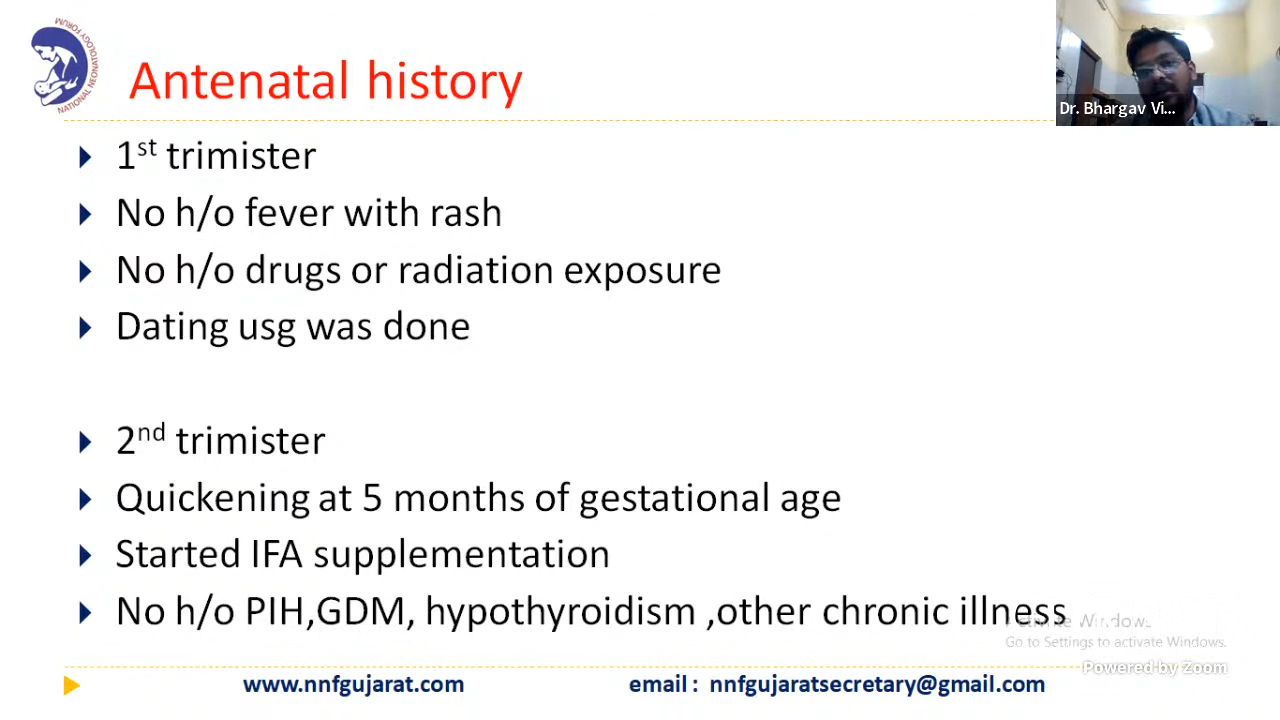 NATIONAL NEONATOLOGY FORUM
Antenatal history
Dr. Bhargav Vi...
1st trimister
No h/o fever with rash
No h/o drugs or radiation exposure
Dating usg was done
2nd trimister
Quickening at 5 months of gestational age
Started IFA supplementation
No h/o PIH,GDM, hypothyroidism ,other chronic illness
Activate Windows
Go to Settings to activate Windows.
Powered by Zoom
www.nnfgujarat.com email : nnfgujaratsecretary@gmail.com